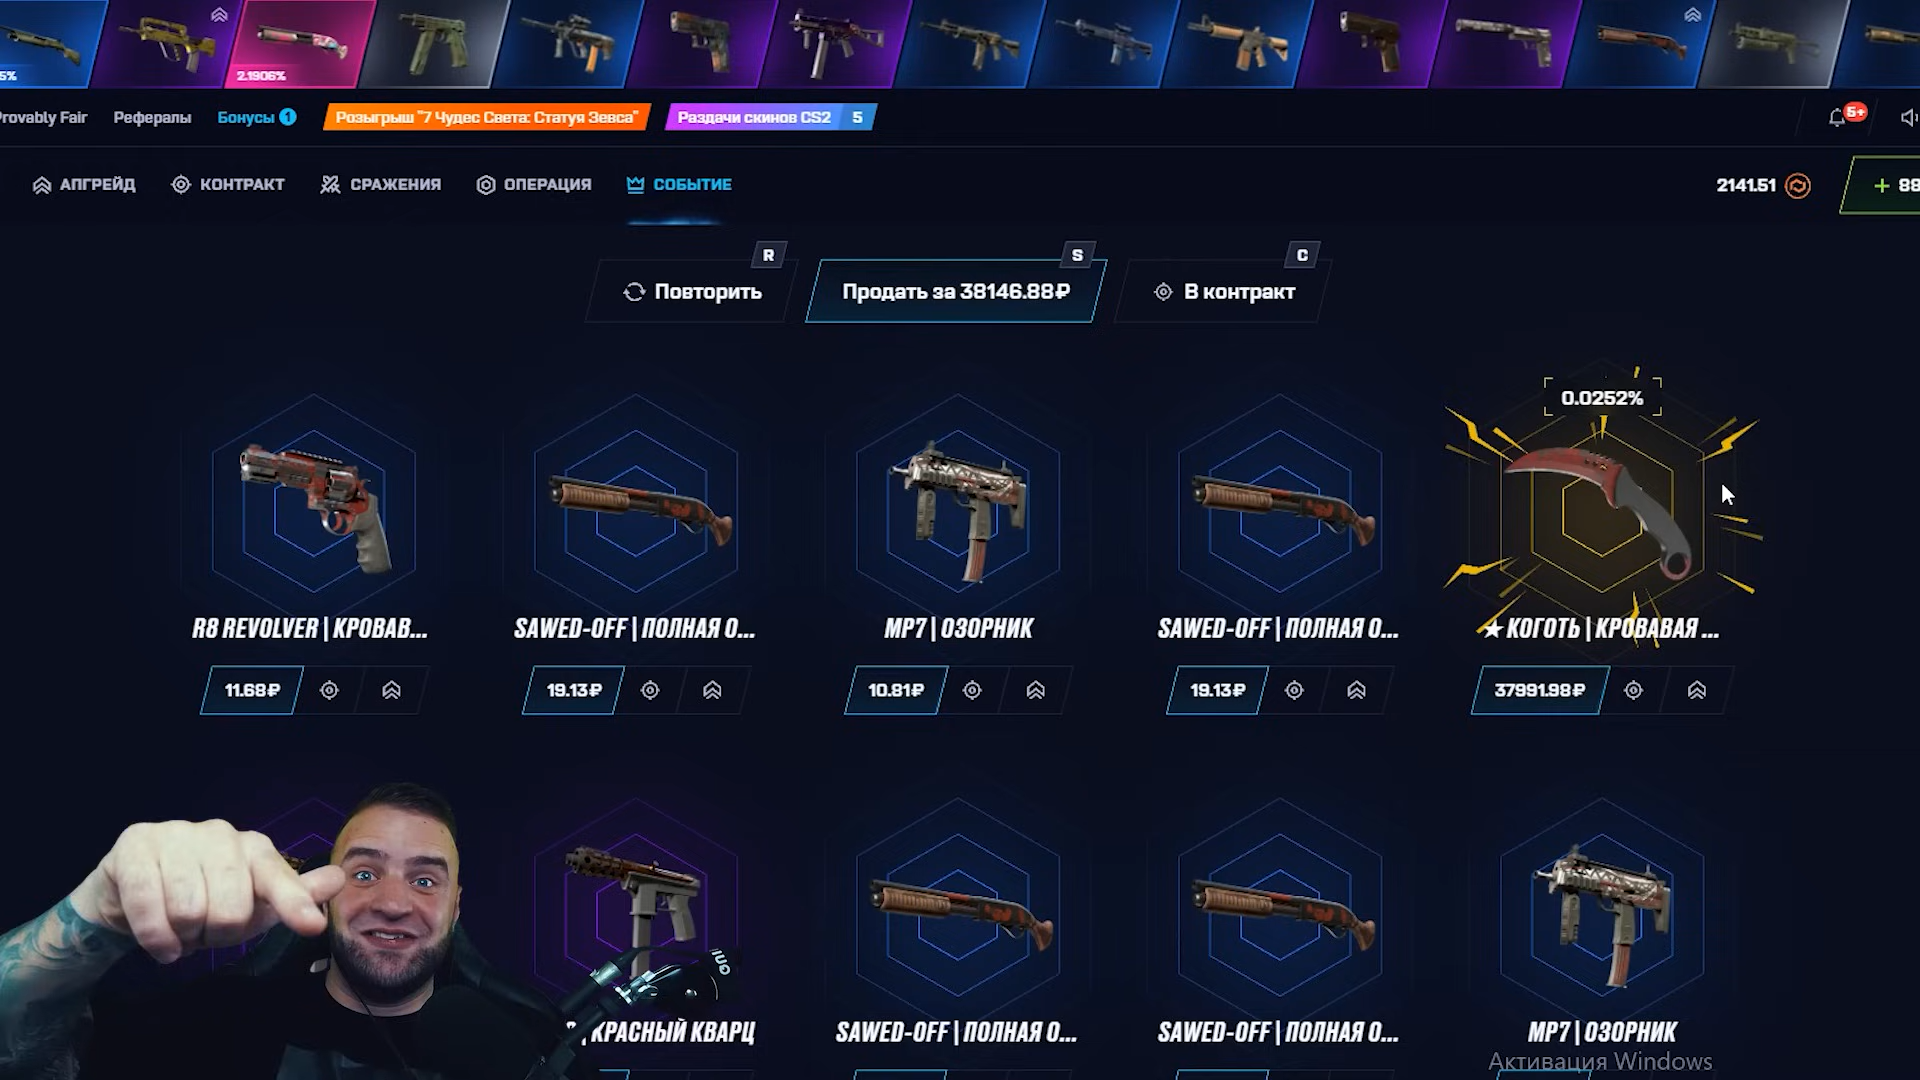 5%
2.1906%
Provably Fair
Рефералы
Бонусы 1
Розыгрыш "7 Чудес Света: Статуя Зевса"
Раздачи скинов CS2 5
5+
АПГРЕЙД
КОНТРАКТ
СРАЖЕНИЯ
ОПЕРАЦИЯ
СОБЫТИЕ
2141.51
+ 88
R
S
C
Повторить
Продать за 38146.88₽
В контракт
0.0252%
R8 REVOLVER | КРОВАВ...
SAWED-OFF | ПОЛНАЯ О...
MP7 | ОЗОРНИК
SAWED-OFF | ПОЛНАЯ О...
★ КОГОТЬ | КРОВАВАЯ ...
11.68₽
19.13₽
10.81₽
19.13₽
37991.98₽
| КРАСНЫЙ КВАРЦ
SAWED-OFF | ПОЛНАЯ О...
SAWED-OFF | ПОЛНАЯ О...
MP7 | ОЗОРНИК
Активация Windows